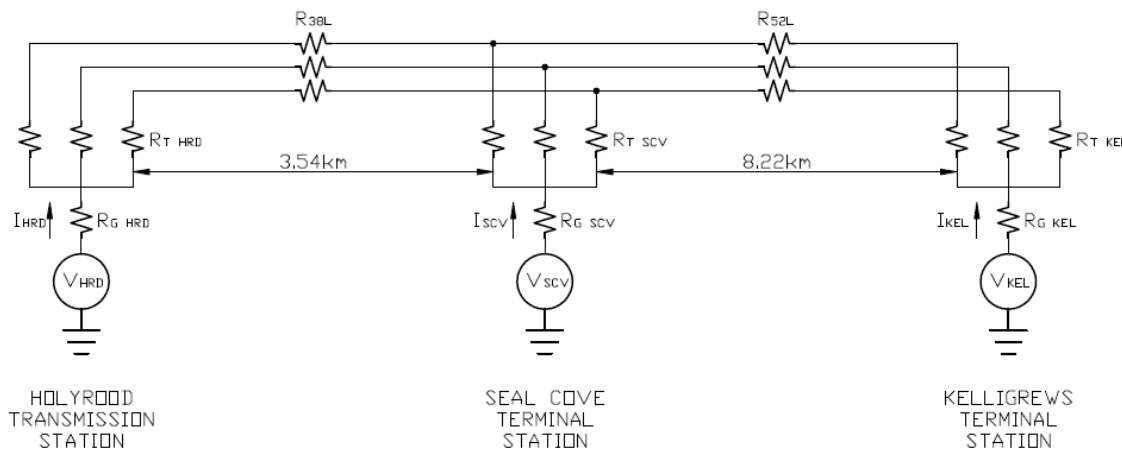 R38L R52L
RT HRD RT SCV RT KEL
3.54km 8.22km
IHRD RG HRD ISCV RG SCV IKEL RG KEL
VHRD VSCV VKEL
HOLYROOD
TRANSMISSION
STATION
SEAL COVE
TERMINAL
STATION
KELLIGREWS
TERMINAL
STATION